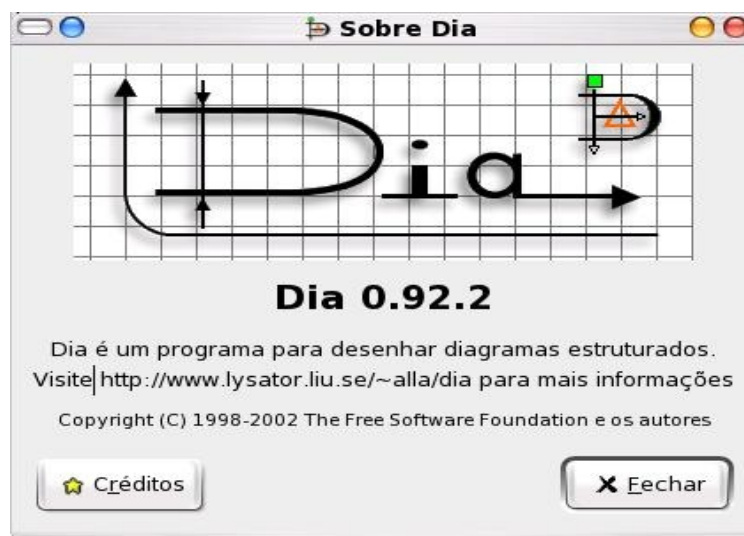 Sobre Dia
Dia
Dia 0.92.2
Dia é um programa para desenhar diagramas estruturados.
Visite http://www.lysator.liu.se/~alla/dia para mais informações
Copyright (C) 1998-2002 The Free Software Foundation e os autores
Créditos
Fechar